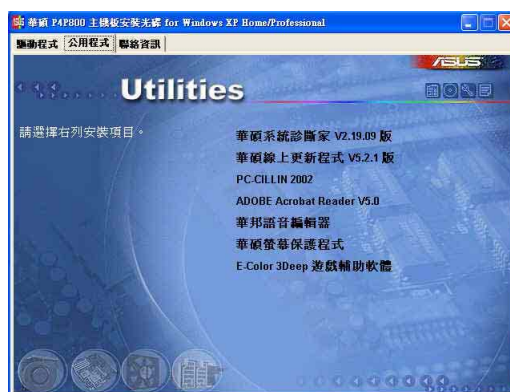 華碩 P4P800 主機板安裝光碟 for Windows XP Home/Professional
驅動程式 公用程式 聯絡資訊
ASUS
Utilities
請選擇右列安裝項目。
華碩系統診斷家 V2.19.09 版
華碩線上更新程式 V5.2.1 版
PC-CILLIN 2002
ADOBE Acrobat Reader V5.0
華邦語音編輯器
華碩螢幕保護程式
E-Color 3Deep 遊戲輔助軟體